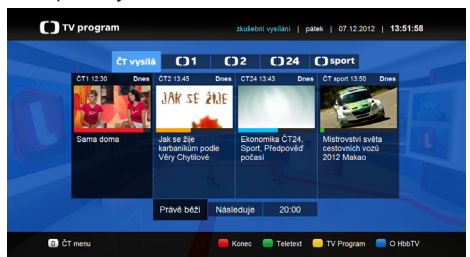 TV program
zkušební vysílání | pátek | 07.12.2012 | 13:51:58
ČT vysílá 1 2 24 sport
ČT1 12:30 Dnes
Sama doma
ČT2 13:45 Dnes
JAK SE ŽIJE
Jak se žije
karbaníkům podle
Věry Chytilové
ČT24 13:43 Dnes
Ekonomika ČT24,
Sport, Předpověď
počasí
ČT sport 13:50 Dnes
Mistrovství světa
cestovních vozů
2012 Makao
Právě běží Následuje 20:00
0 ČT menu
Konec Teletext TV Program O HbbTV